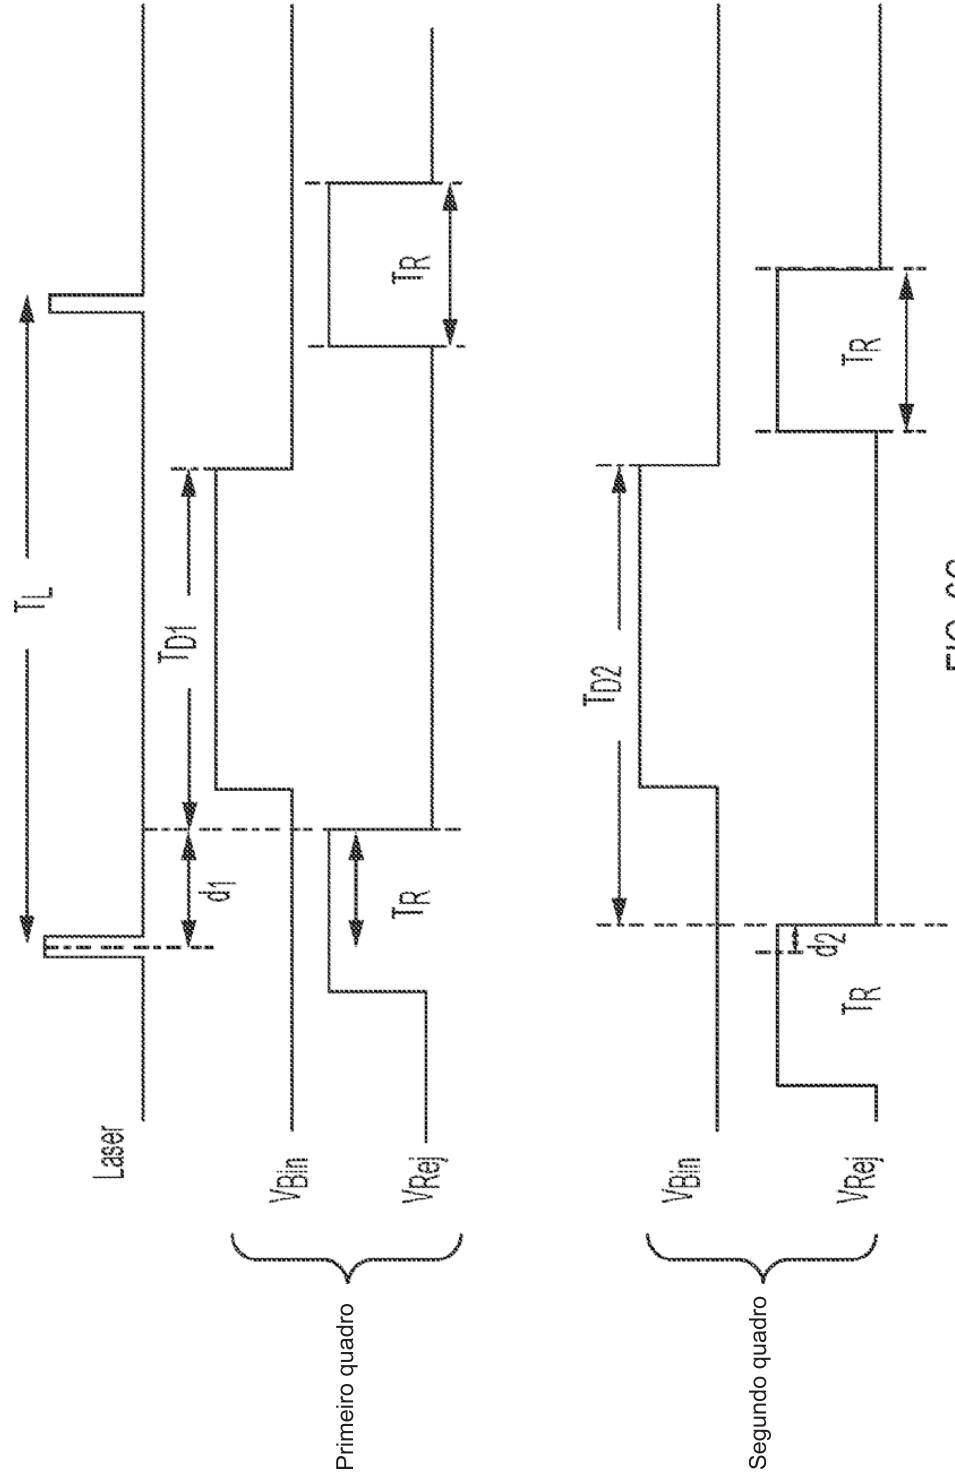 TL
Laser
d1
TD1
VBin
TR
TR
VRej
Primeiro quadro
TD2
VBin
TR
d2
TR
VRej
Segundo quadro